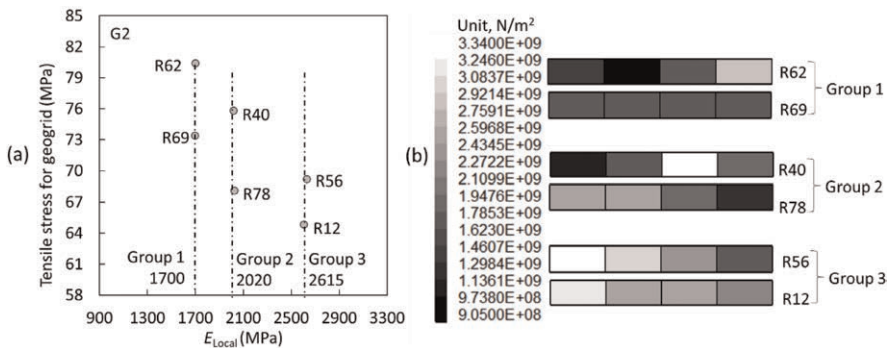 (a)
Tensile stress for geogrid (MPa)
85
82
79
76
73
70
67
64
61
58
G2
R62
R69
R40
R78
R56
R12
Group 1
1700
Group 2
2020
Group 3
2615
900 1300 1700 2100 2500 2900 3300
ELocal (MPa)
(b)
Unit, N/m²
3.3400E+09
3.2460E+09
3.0837E+09
2.9214E+09
2.7591E+09
2.5968E+09
2.4345E+09
2.2722E+09
2.1099E+09
1.9476E+09
1.7853E+09
1.6230E+09
1.4607E+09
1.2984E+09
1.1361E+09
9.7380E+08
9.0500E+08
R62
R69
Group 1
R40
R78
Group 2
R56
R12
Group 3